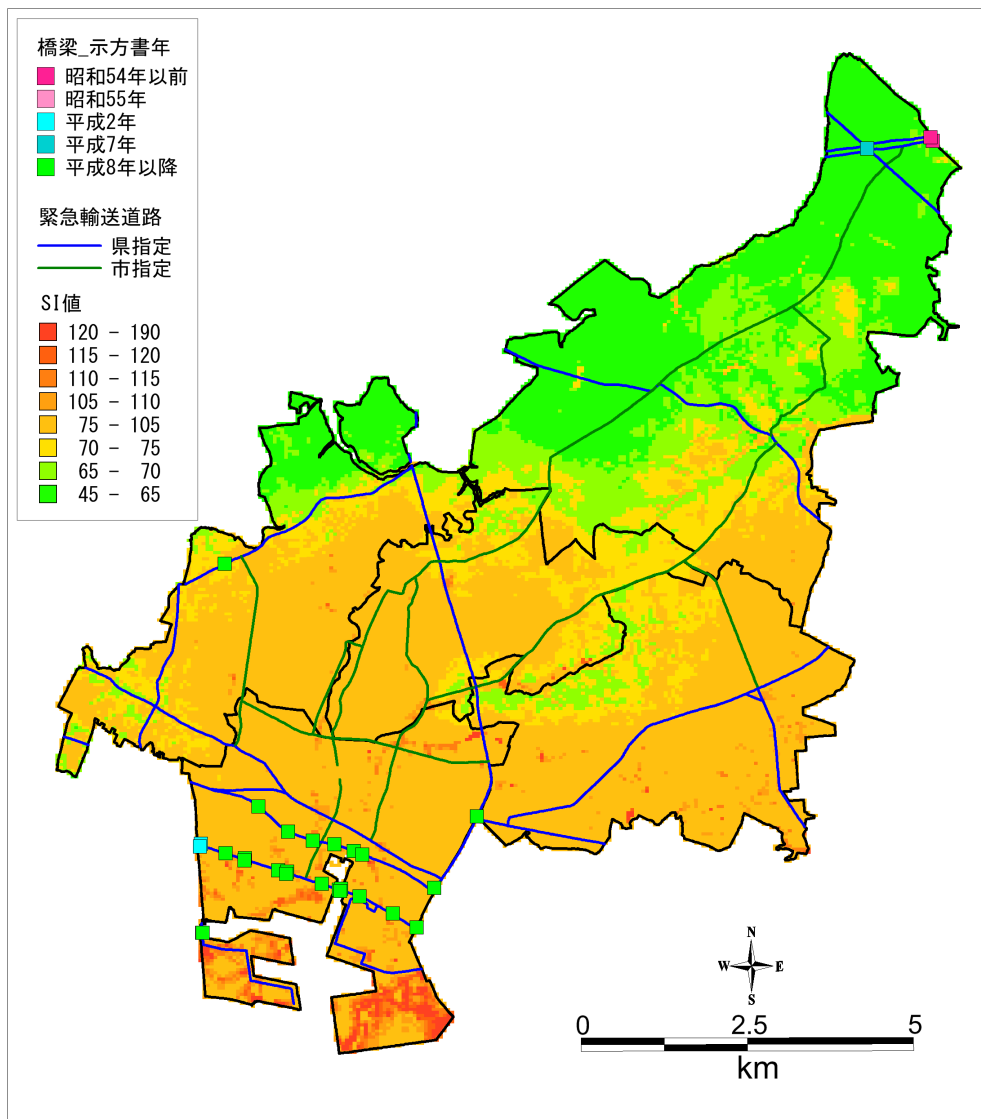 橋梁_示方書年
昭和54年以前
昭和55年
平成2年
平成7年
平成8年以降
緊急輸送道路
県指定
市指定
SI値
120 - 190
115 - 120
110 - 115
105 - 110
75 - 105
70 - 75
65 - 70
45 - 65
N
W E
S
0 2.5 5
km